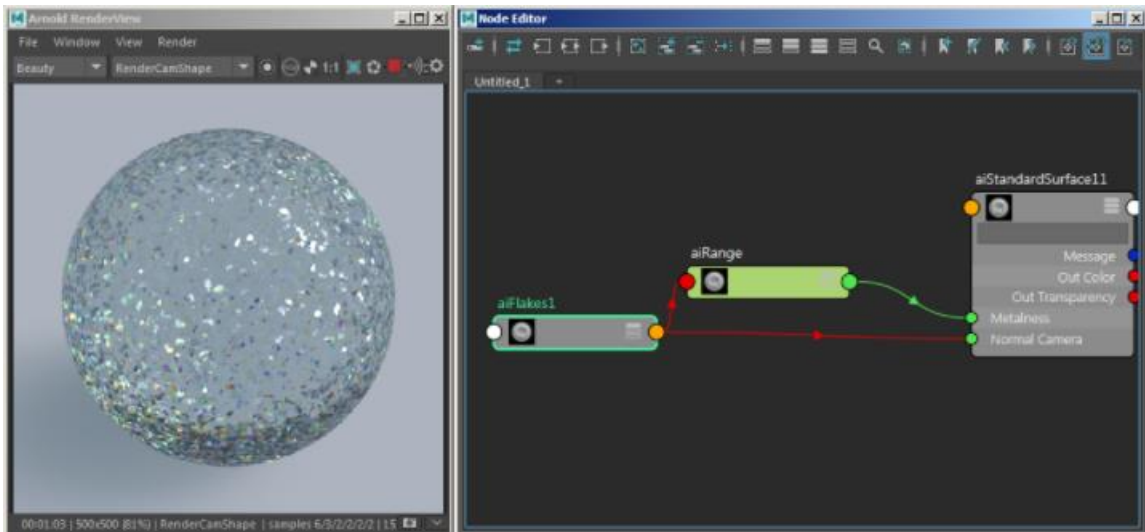 Arnold RenderView
File Window View Render
Beauty RenderCamShape 1:1
00:01:03 | 500x500 (81%) | RenderCamShape | samples 6/3/2/2/2/2 | 15
Node Editor
Untitled_1 +
aiStandardSurface11
Message
Out Color
Out Transparency
Metalness
Normal Camera
aiRange
aiFlakes1